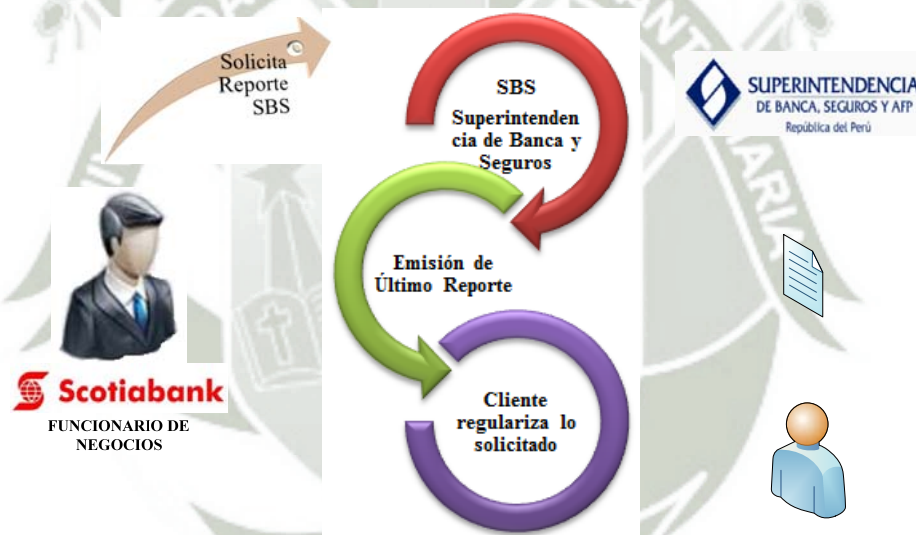 Solicita
Reporte
SBS
SBS
Superintenden
cia de Banca y
Seguros
SUPERINTENDENCIA
DE BANCA, SEGUROS Y AFP
República del Perú
Emisión de
Último Reporte
Scotiabank
FUNCIONARIO DE
NEGOCIOS
Cliente
regulariza lo
solicitado